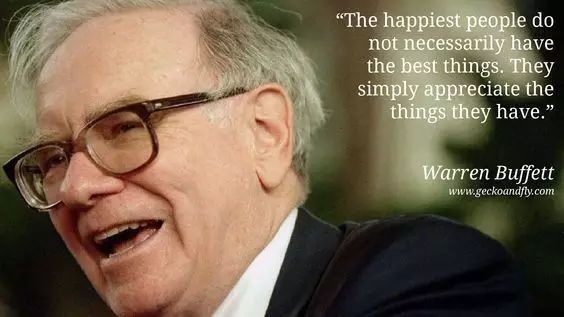 “The happiest people do
not necessarily have
the best things. They
simply appreciate the
things they have.”
Warren Buffett
www.geckoandfly.com